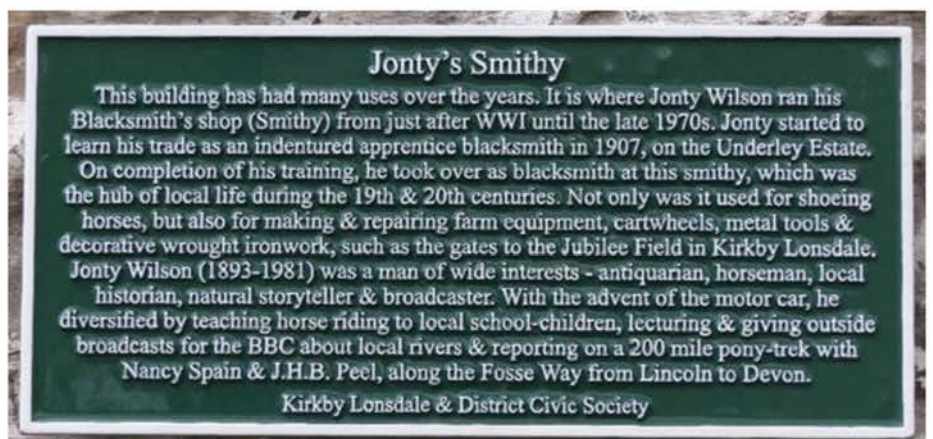 Jonty's Smithy
This building has had many uses over the years. It is where Jonty Wilson ran his
Blacksmith's shop (Smithy) from just after WWI until the late 1970s. Jonty started to
learn his trade as an indentured apprentice blacksmith in 1907, on the Underley Estate.
On completion of his training, he took over as blacksmith at this smithy, which was
the hub of local life during the 19th & 20th centuries. Not only was it used for shoeing
horses, but also for making & repairing farm equipment, cartwheels, metal tools &
decorative wrought ironwork, such as the gates to the Jubilee Field in Kirkby Lonsdale.
Jonty Wilson (1893-1981) was a man of wide interests - antiquarian, horseman, local
historian, natural storyteller & broadcaster. With the advent of the motor car, he
diversified by teaching horse riding to local school-children, lecturing & giving outside
broadcasts for the BBC about local rivers & reporting on a 200 mile pony-trek with
Nancy Spain & J.H.B. Peel, along the Fosse Way from Lincoln to Devon.
Kirkby Lonsdale & District Civic Society